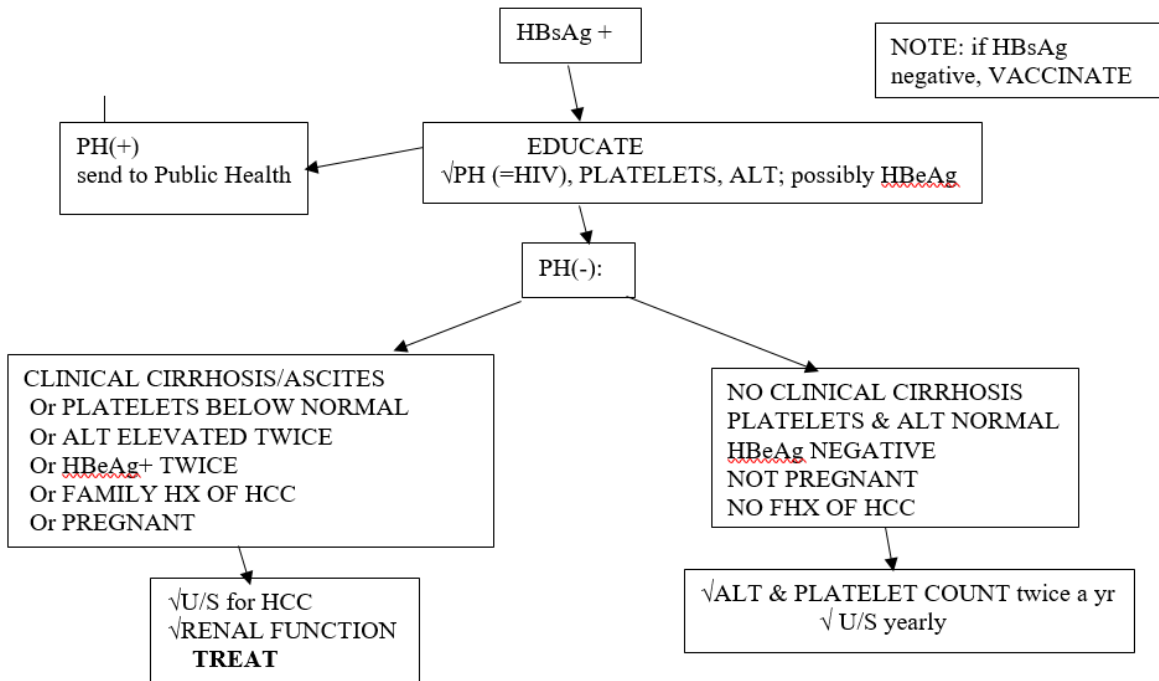 HBsAg +
NOTE: if HBsAg
negative, VACCINATE
PH(+)
send to Public Health
EDUCATE
√PH (=HIV), PLATELETS, ALT; possibly HBeAg
PH(-):
CLINICAL CIRRHOSIS/ASCITES
Or PLATELETS BELOW NORMAL
Or ALT ELEVATED TWICE
Or HBeAg+ TWICE
Or FAMILY HX OF HCC
Or PREGNANT
NO CLINICAL CIRRHOSIS
PLATELETS & ALT NORMAL
HBeAg NEGATIVE
NOT PREGNANT
NO FHX OF HCC
√U/S for HCC
√RENAL FUNCTION
TREAT
√ALT & PLATELET COUNT twice a yr
√ U/S yearly